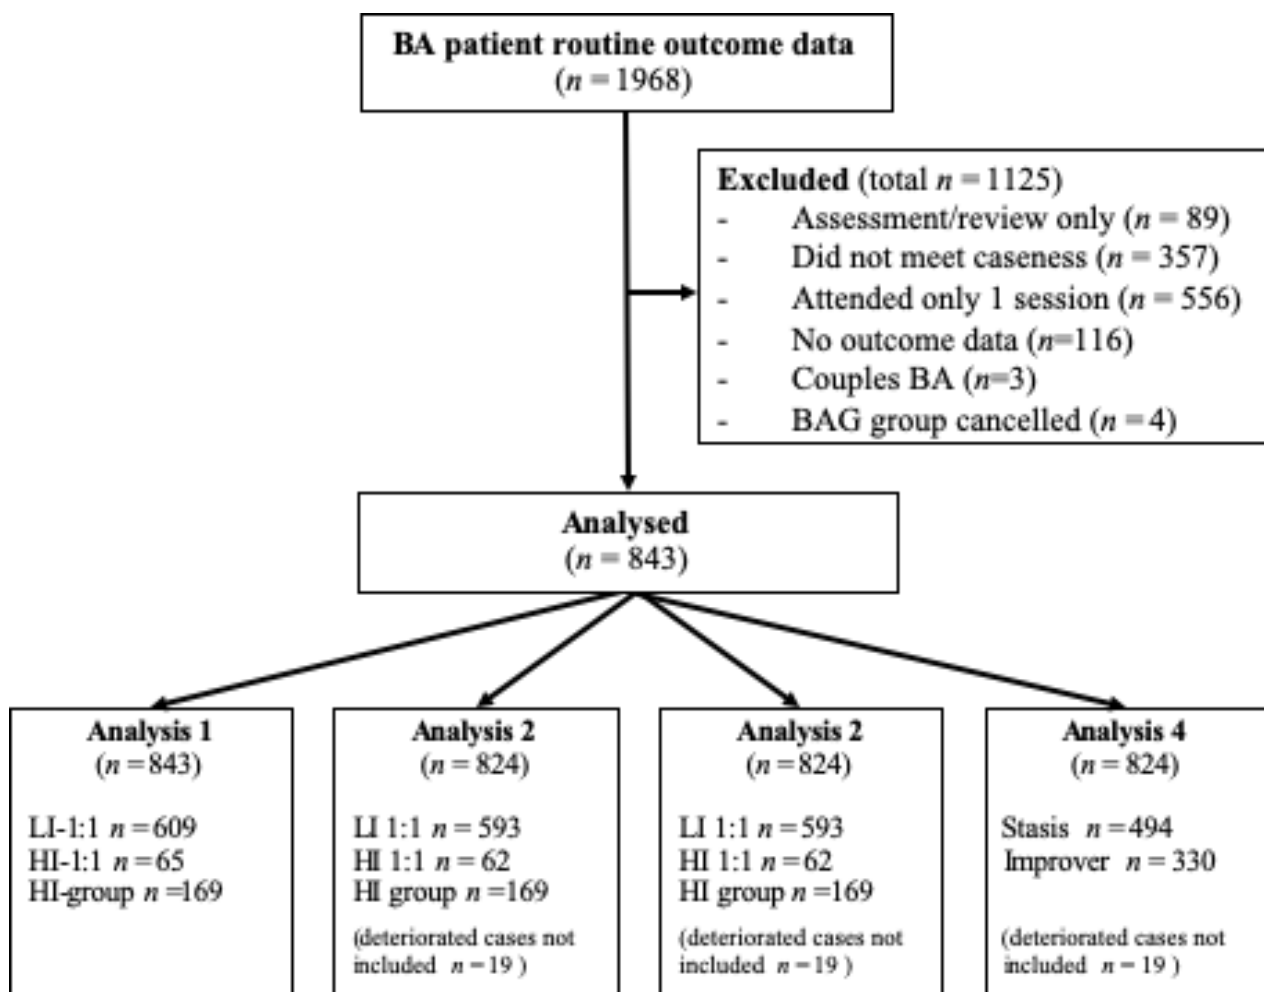 BA patient routine outcome data
(n = 1968)
Excluded (total n = 1125)
- Assessment/review only (n = 89)
- Did not meet caseness (n = 357)
- Attended only 1 session (n = 556)
- No outcome data (n=116)
- Couples BA (n=3)
- BAG group cancelled (n = 4)
Analysed
(n = 843)
Analysis 1
(n = 843)
LI-1:1 n = 609
HI-1:1 n = 65
HI-group n =169
Analysis 2
(n = 824)
LI 1:1 n = 593
HI 1:1 n = 62
HI group n =169
(deteriorated cases not
included n = 19 )
Analysis 2
(n = 824)
LI 1:1 n = 593
HI 1:1 n = 62
HI group n =169
(deteriorated cases not
included n = 19 )
Analysis 4
(n = 824)
Stasis n =494
Improver n = 330
(deteriorated cases not
included n = 19 )